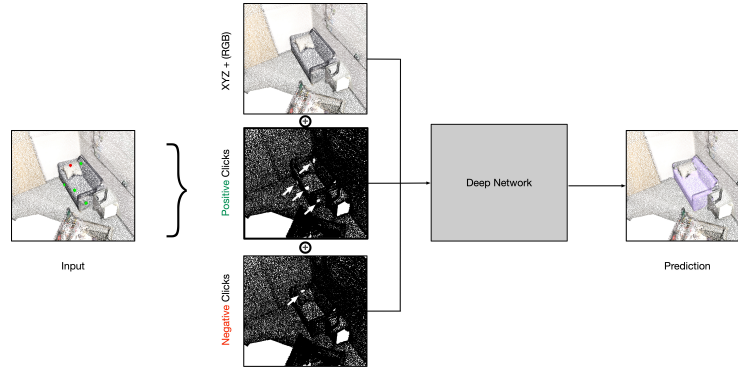 XYZ + (RGB)
Positive Clicks
Negative Clicks
Input
Deep Network
Prediction